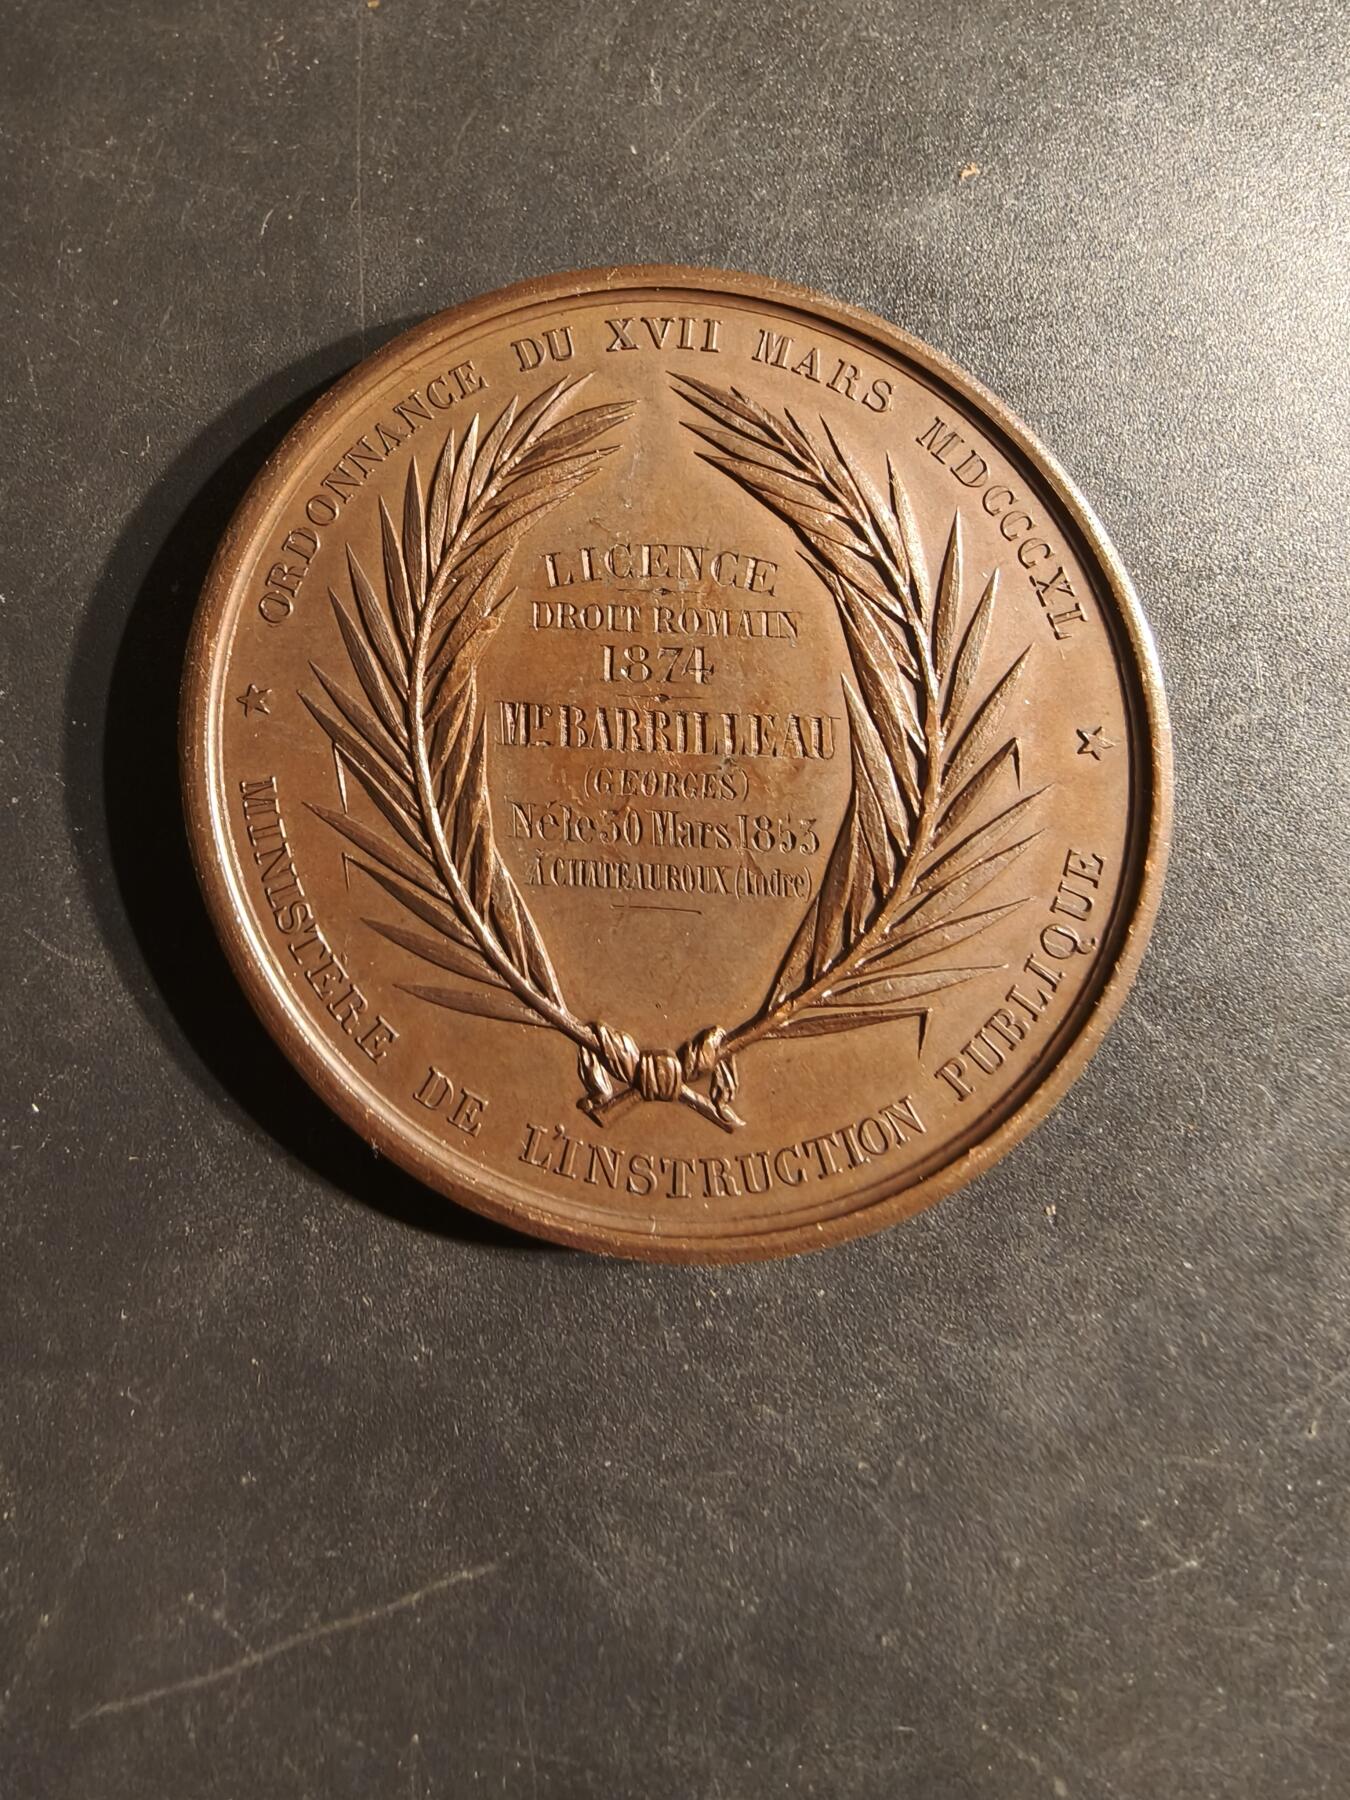 ORDONNANCE DU XVII MARS MDCCCXL
LICENCE
DROIT ROMAIN
1874
Mr. BARRILLEAU
(GEORGES)
Né le 30 Mars 1853
À CHATEAUROUX (Indre)
MINISTÈRE DE L'INSTRUCTION PUBLIQUE